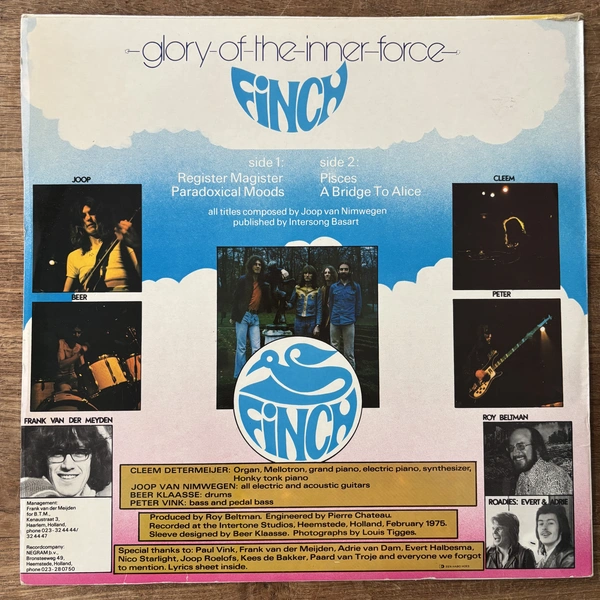 glory-of-the-inner-force
FiNCH
side 1:
Register Magister
Paradoxical Moods
side 2:
Pisces
A Bridge To Alice
all titles composed by Joop van Nimwegen
published by Intersong Basart
JOOP
CLEEM
BEER
PETER
FiNCH
FRANK VAN DER MEYDEN
ROY BELTMAN
ROADIES: EVERT & ADRIE
CLEEM DETERMEIJER: Organ, Mellotron, grand piano, electric piano, synthesizer,
Honky tonk piano
JOOP VAN NIMWEGEN: all electric and acoustic guitars
BEER KLAASSE: drums
PETER VINK: bass and pedal bass
Produced by Roy Beltman. Engineered by Pierre Chateau.
Recorded at the Intertone Studios, Heemstede, Holland, February 1975.
Sleeve designed by Beer Klaasse. Photographs by Louis Tigges.
Special thanks to: Paul Vink, Frank van der Meijden, Adrie van Dam, Evert Halbesma,
Nico Starlight, Joop Roelofs, Kees de Bakker, Paard van Troje and everyone we forgot
to mention. Lyrics sheet inside.
Management:
Frank van der Meijden
for B.T.M.,
Kenaustraat 3,
Haarlem, Holland,
phone 023-324444/
324447
Recordcompany:
NEGRAM b.v.,
Bronsteeweg 49,
Heemstede, Holland,
phone 023-280750